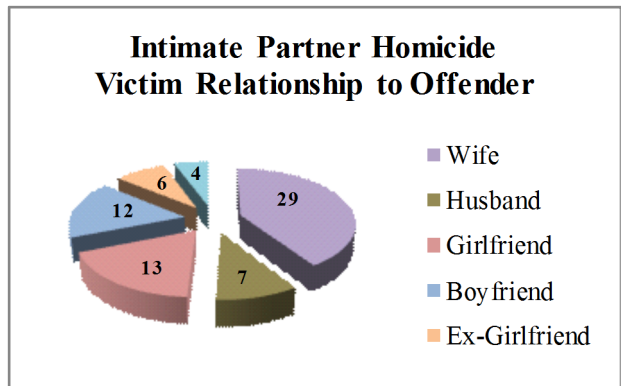 Intimate Partner Homicide
Victim Relationship to Offender
4
6
29
12
13
7
Wife
Husband
Girlfriend
Boyfriend
Ex-Girlfriend